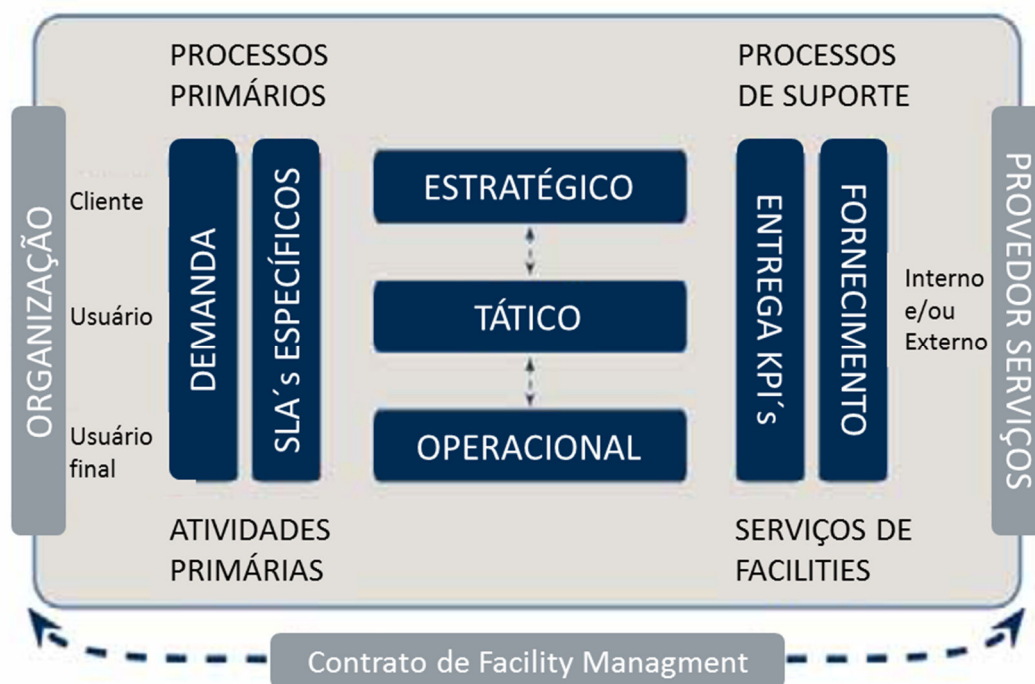 PROCESSOS
PRIMÁRIOS
PROCESSOS
DE SUPORTE
ORGANIZAÇÃO
Cliente
Usuário
Usuário
final
DEMANDA
SLA´s ESPECÍFICOS
ESTRATÉGICO
TÁTICO
OPERACIONAL
ENTREGA KPI´s
FORNECIMENTO
Interno
e/ou
Externo
PROVEDOR SERVIÇOS
ATIVIDADES
PRIMÁRIAS
SERVIÇOS DE
FACILITIES
Contrato de Facility Managment